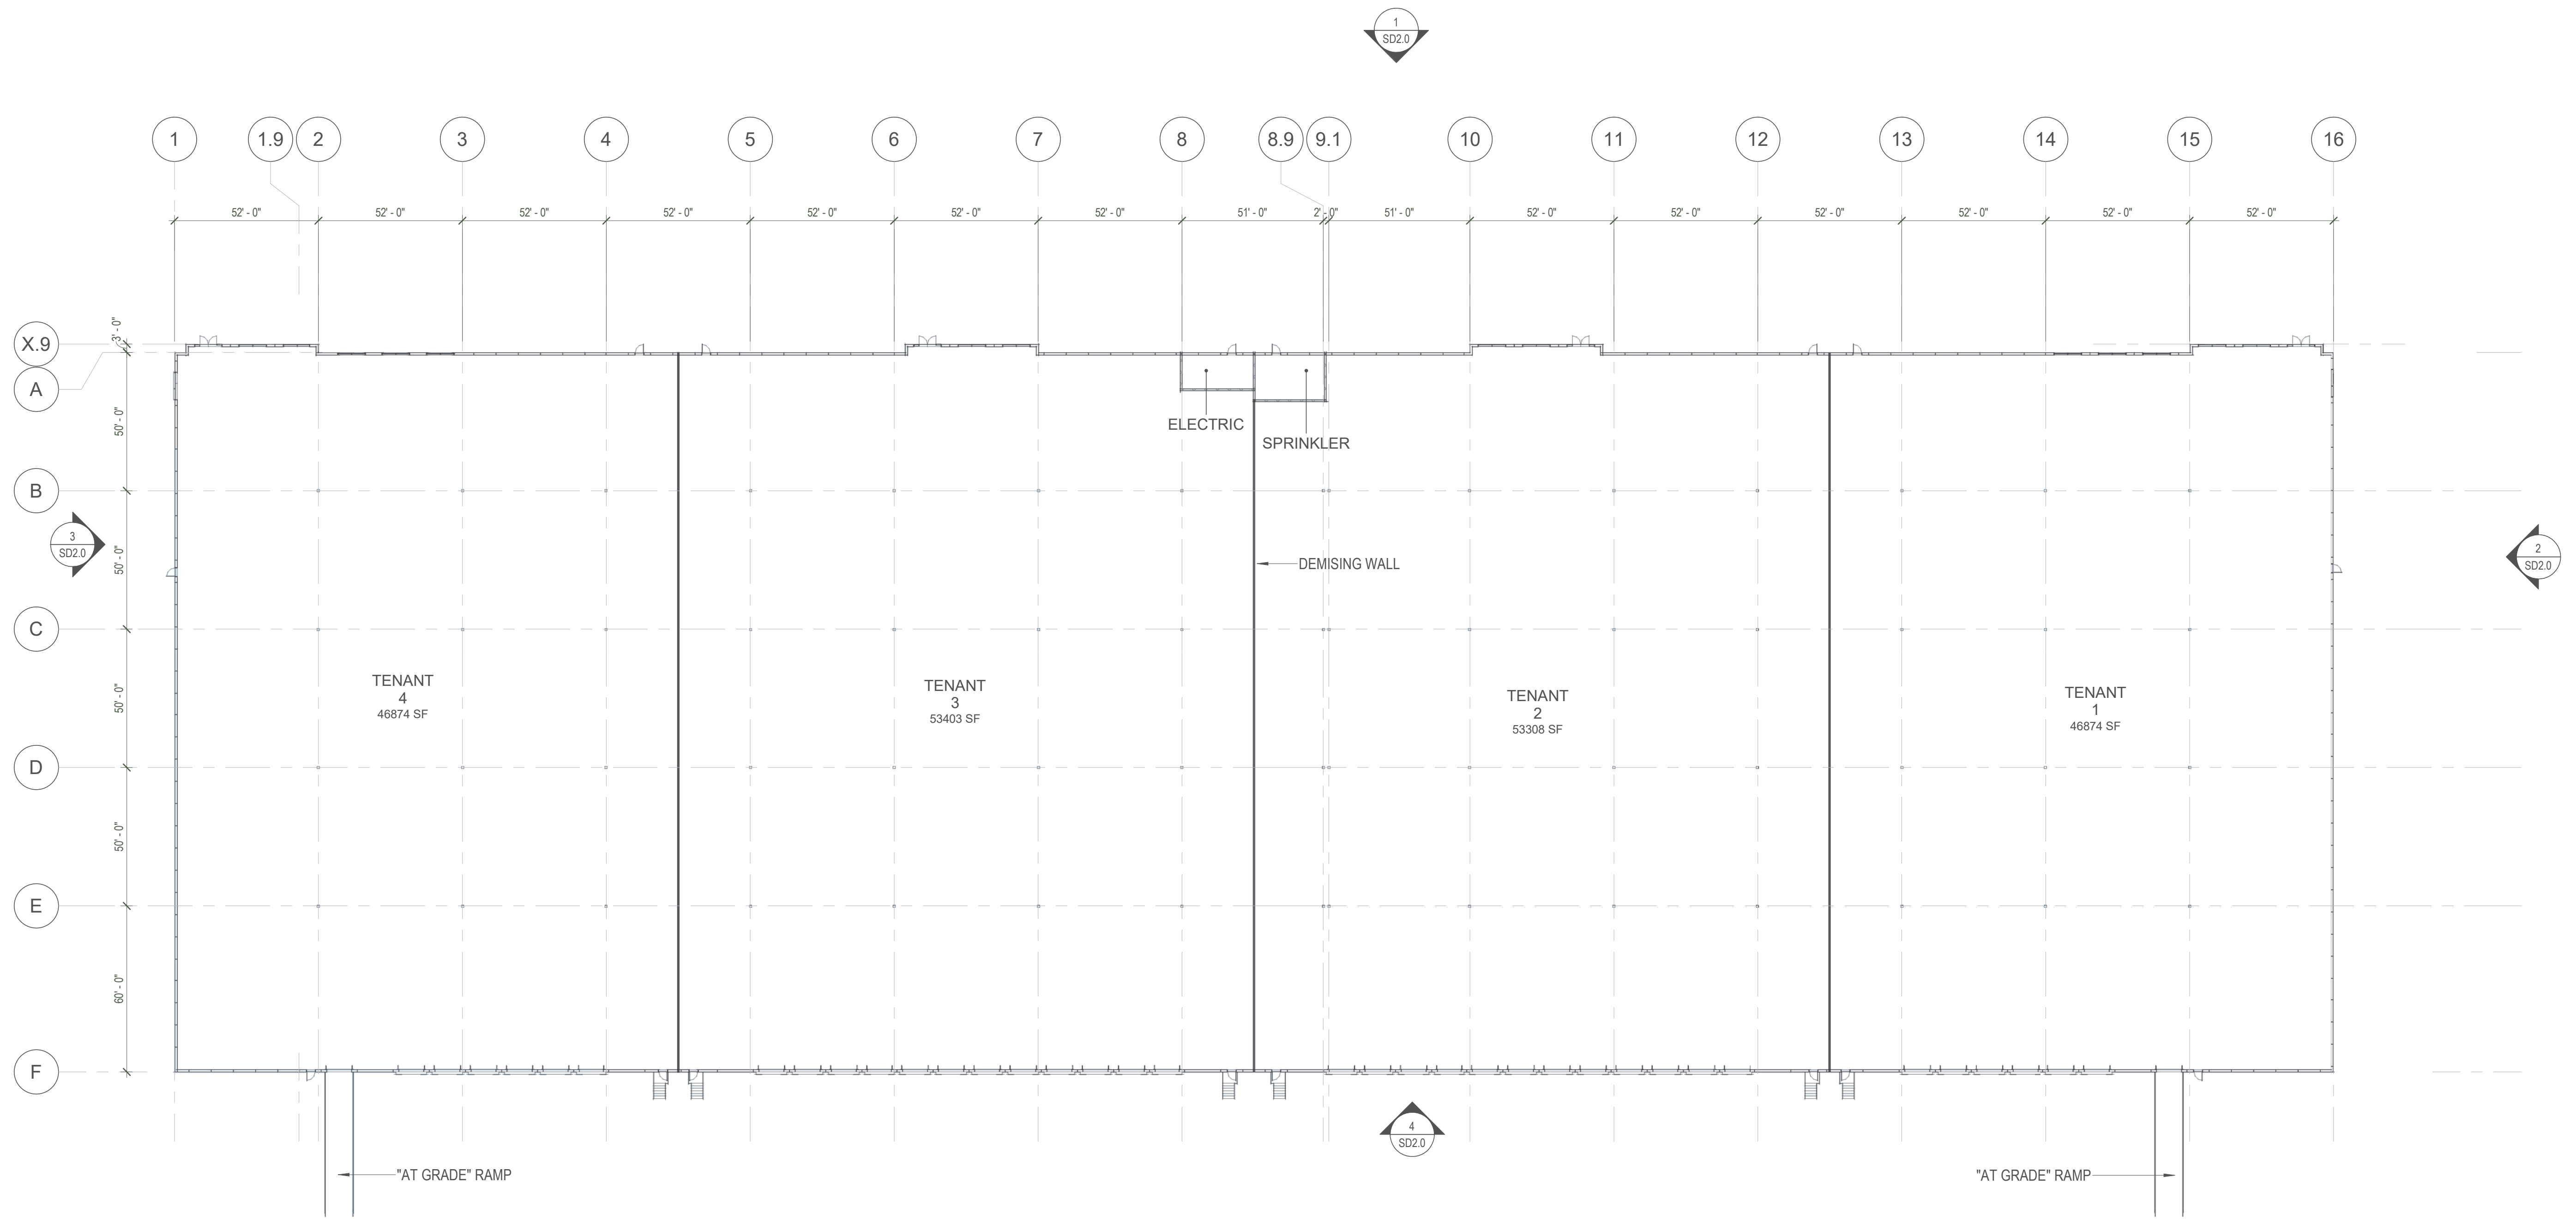 1
SD2.0
1
1.9
2
3
4
5
6
7
8
8.9
9.1
10
11
12
13
14
15
16
52' - 0"
52' - 0"
52' - 0"
52' - 0"
52' - 0"
52' - 0"
52' - 0"
51' - 0"
2' - 0"
51' - 0"
52' - 0"
52' - 0"
52' - 0"
52' - 0"
52' - 0"
52' - 0"
X.9
3' - 0"
A
50' - 0"
ELECTRIC
SPRINKLER
B
3
SD2.0
50' - 0"
DEMISING WALL
2
SD2.0
C
50' - 0"
TENANT
4
46874 SF
TENANT
3
53403 SF
TENANT
2
53308 SF
TENANT
1
46874 SF
D
50' - 0"
E
60' - 0"
F
4
SD2.0
"AT GRADE" RAMP
"AT GRADE" RAMP